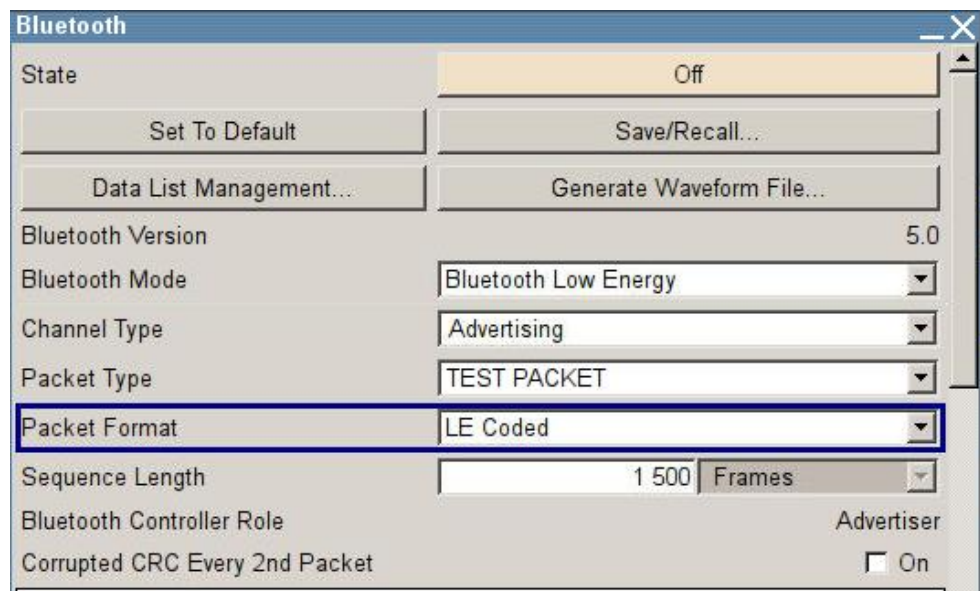 Bluetooth
State Off
Set To Default Save/Recall...
Data List Management... Generate Waveform File...
Bluetooth Version 5.0
Bluetooth Mode Bluetooth Low Energy
Channel Type Advertising
Packet Type TEST PACKET
Packet Format LE Coded
Sequence Length 1 500 Frames
Bluetooth Controller Role Advertiser
Corrupted CRC Every 2nd Packet On